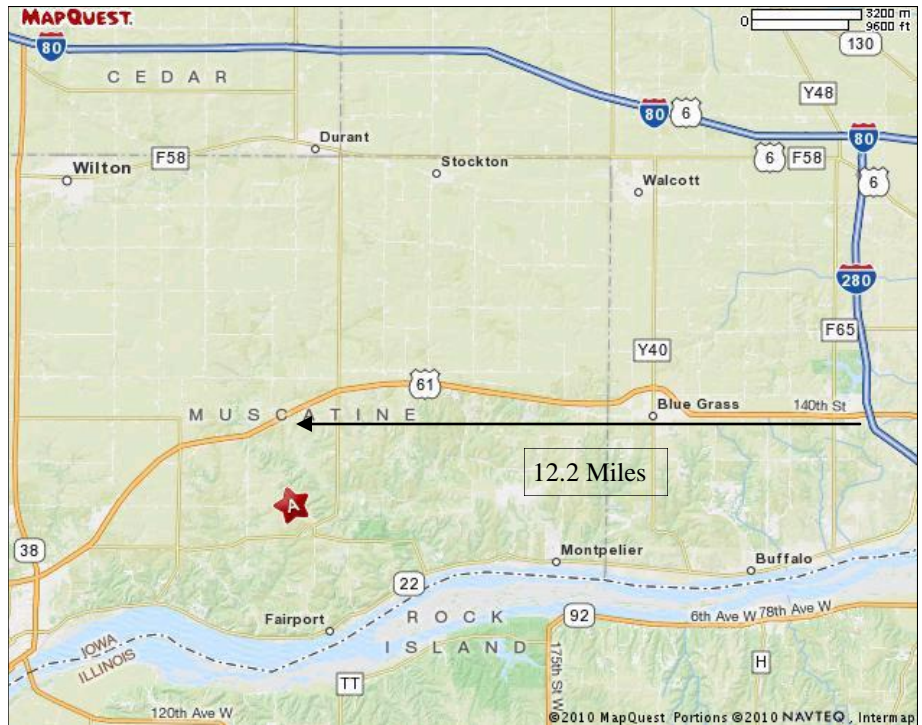 MAPQUEST.
0
3200 m
9600 ft
80
130
CEDAR
Y48
80
6
Durant
80
F58
Stockton
6
F58
Wilton
Walcott
6
280
F65
Y40
61
MUSCATINE
Blue Grass
140th St
12.2 Miles
A
38
Montpelier
Buffalo
22
Fairport
ROCK
92
6th Ave W
78th Ave W
ISLAND
IOWA
ILLINOIS
175th St W
H
TT
120th Ave W
©2010 MapQuest Portions ©2010 NAVTEQ, Intermap